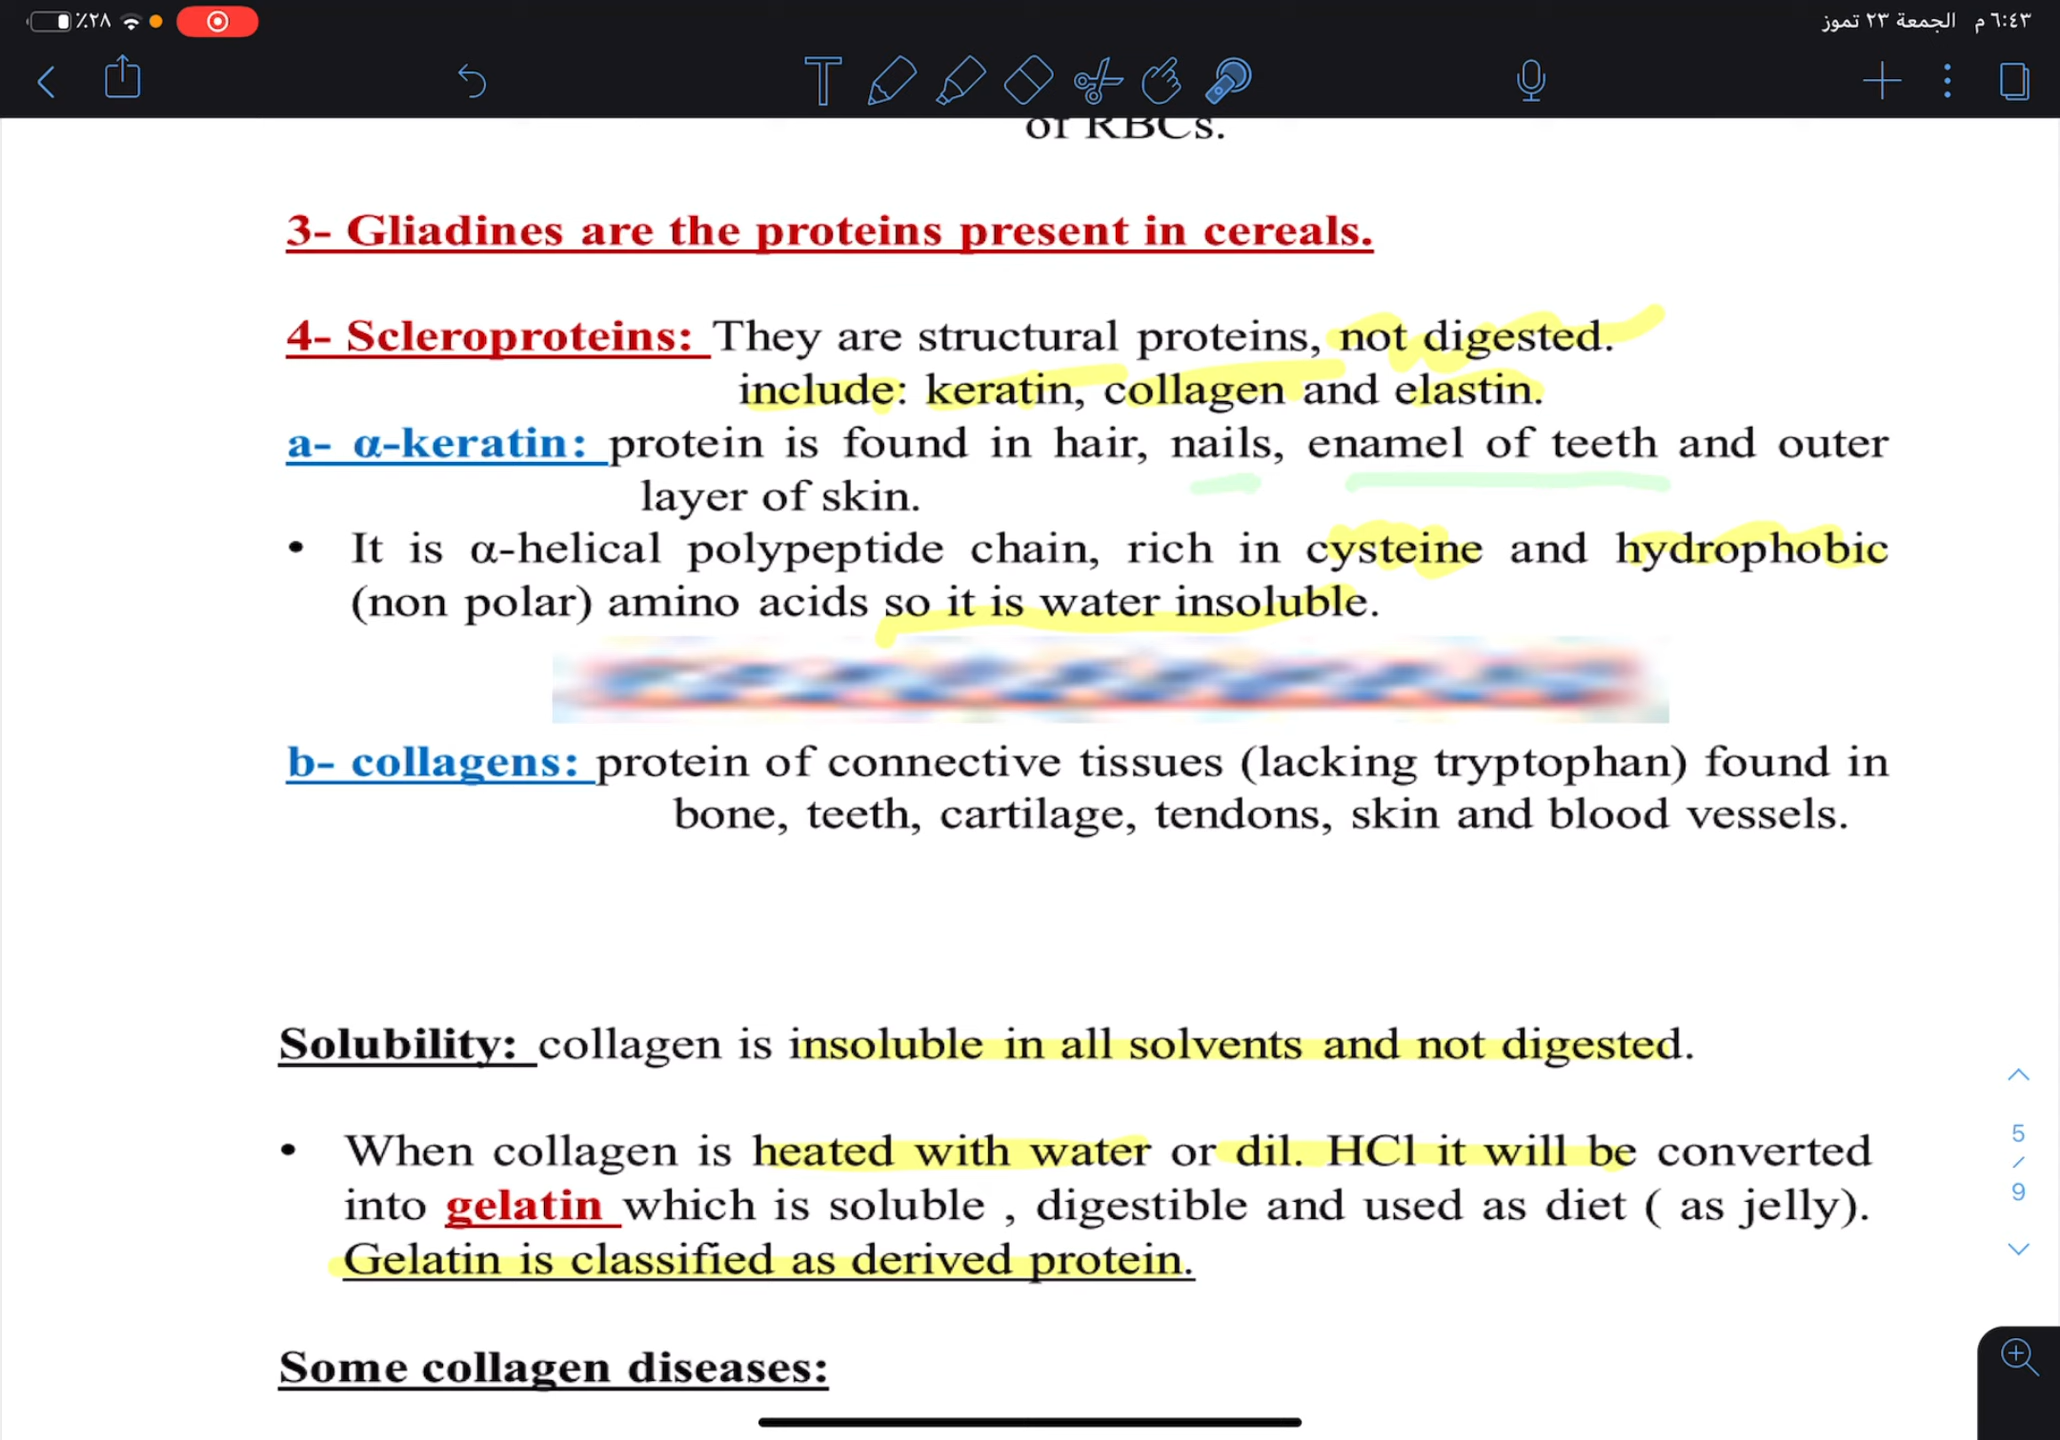 ٪٢٨
٦:٤٣ م الجمعة ٢٣ تموز
of RBCs.
3- Gliadines are the proteins present in cereals.
4- Scleroproteins: They are structural proteins, not digested.
include: keratin, collagen and elastin.
a- α-keratin: protein is found in hair, nails, enamel of teeth and outer
layer of skin.
• It is α-helical polypeptide chain, rich in cysteine and hydrophobic
(non polar) amino acids so it is water insoluble.
b- collagens: protein of connective tissues (lacking tryptophan) found in
bone, teeth, cartilage, tendons, skin and blood vessels.
Solubility: collagen is insoluble in all solvents and not digested.
• When collagen is heated with water or dil. HCl it will be converted
into gelatin which is soluble , digestible and used as diet ( as jelly).
Gelatin is classified as derived protein.
Some collagen diseases:
5
/
9